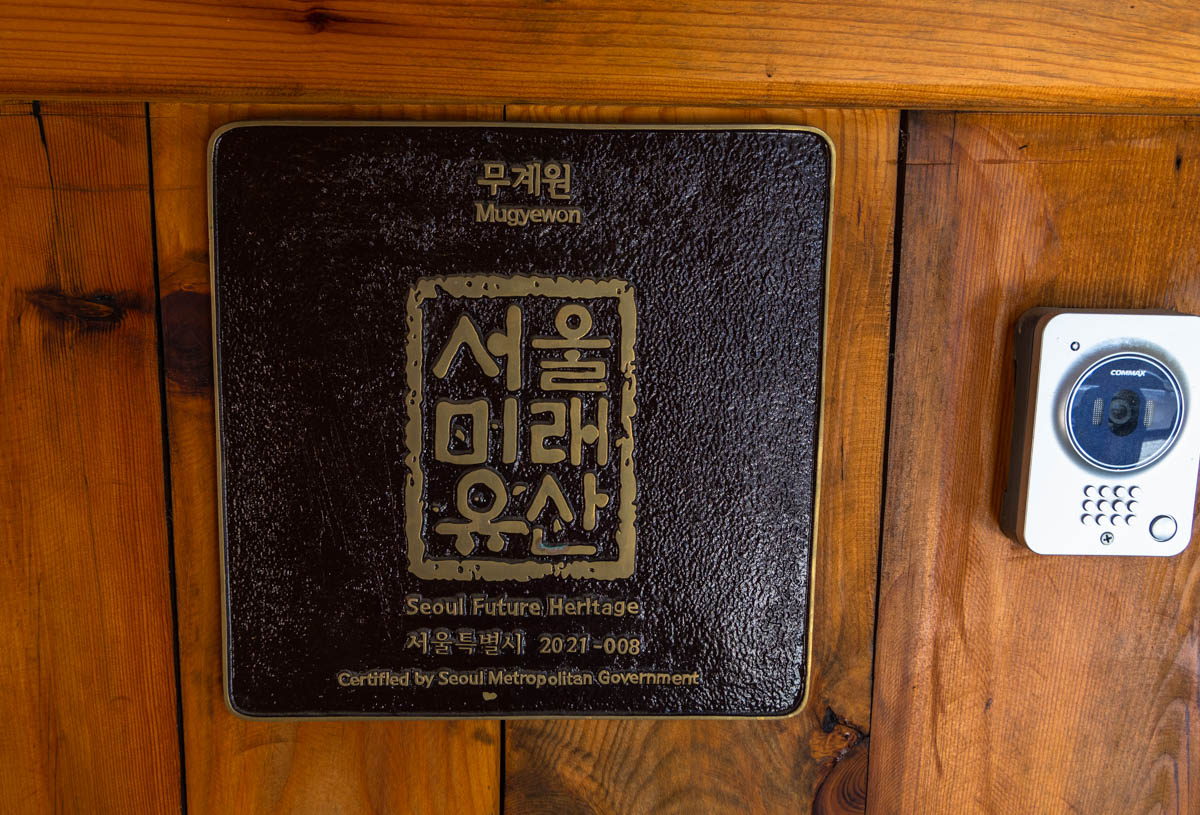 무계원
Mugyewon
서울
미래
유산
Seoul Future Heritage
서울특별시 2021-008
Certified by Seoul Metropolitan Government
COMMAX